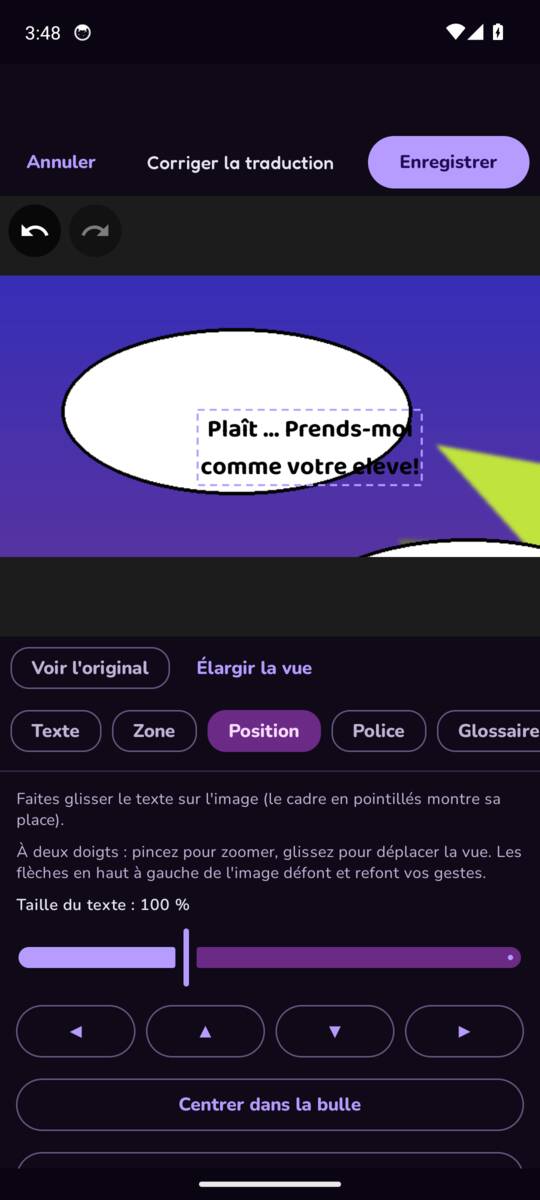 3:48
Annuler
Corriger la traduction
Enregistrer
Plaît ... Prends-moi
comme votre eleve!
Voir l'original
Élargir la vue
Texte
Zone
Position
Police
Glossaire
Faites glisser le texte sur l'image (le cadre en pointillés montre sa
place).
À deux doigts : pincez pour zoomer, glissez pour déplacer la vue. Les
flèches en haut à gauche de l'image défont et refont vos gestes.
Taille du texte : 100 %
Centrer dans la bulle